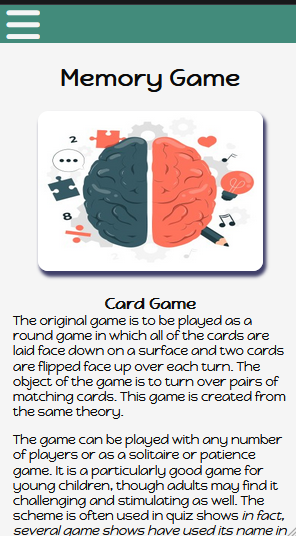 Memory Game
2
8
Card Game
The original game is to be played as a
round game in which all of the cards are
laid face down on a surface and two cards
are flipped face up over each turn. The
object of the game is to turn over pairs of
matching cards. This game is created from
the same theory.
The game can be played with any number
of players or as a solitaire or patience
game. It is a particularly good game for
young children, though adults may find it
challenging and stimulating as well. The
scheme is often used in quiz shows in fact,
several game shows have used its name in